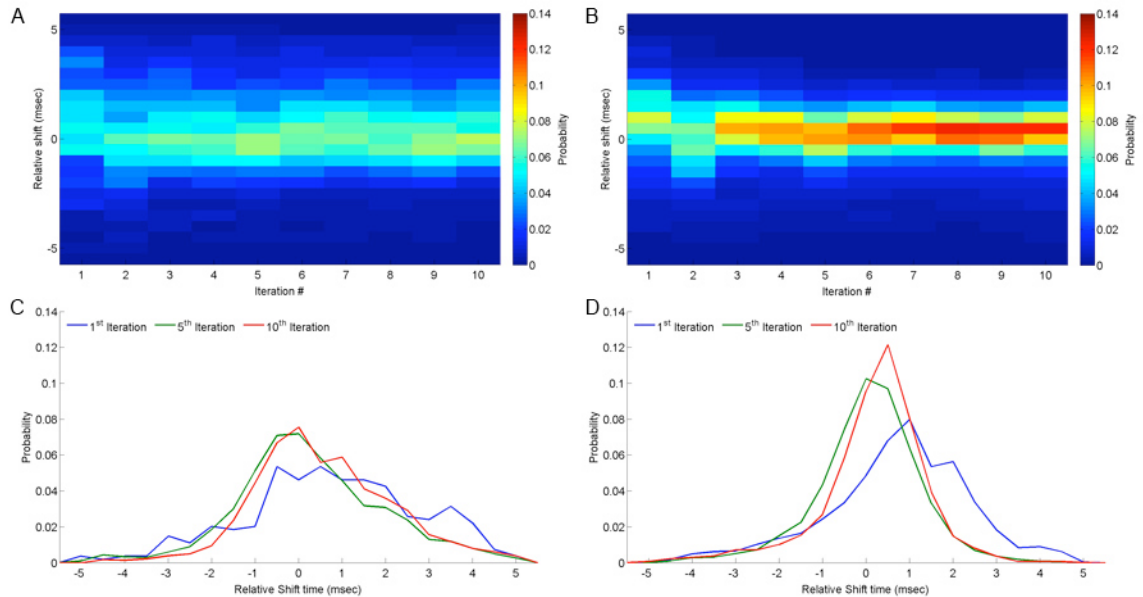 A
5
0
-5
Relative shift (msec)
1 2 3 4 5 6 7 8 9 10
Iteration #
0.14
0.12
0.1
0.08
0.06
0.04
0.02
0
Probability
B
5
0
-5
Relative shift (msec)
1 2 3 4 5 6 7 8 9 10
Iteration #
0.14
0.12
0.1
0.08
0.06
0.04
0.02
0
Probability
C
0.14
0.12
0.1
0.08
0.06
0.04
0.02
0
Probability
1st Iteration 5th Iteration 10th Iteration
-5 -4 -3 -2 -1 0 1 2 3 4 5
Relative Shift time (msec)
D
0.14
0.12
0.1
0.08
0.06
0.04
0.02
0
Probability
1st Iteration 5th Iteration 10th Iteration
-5 -4 -3 -2 -1 0 1 2 3 4 5
Relative Shift time (msec)